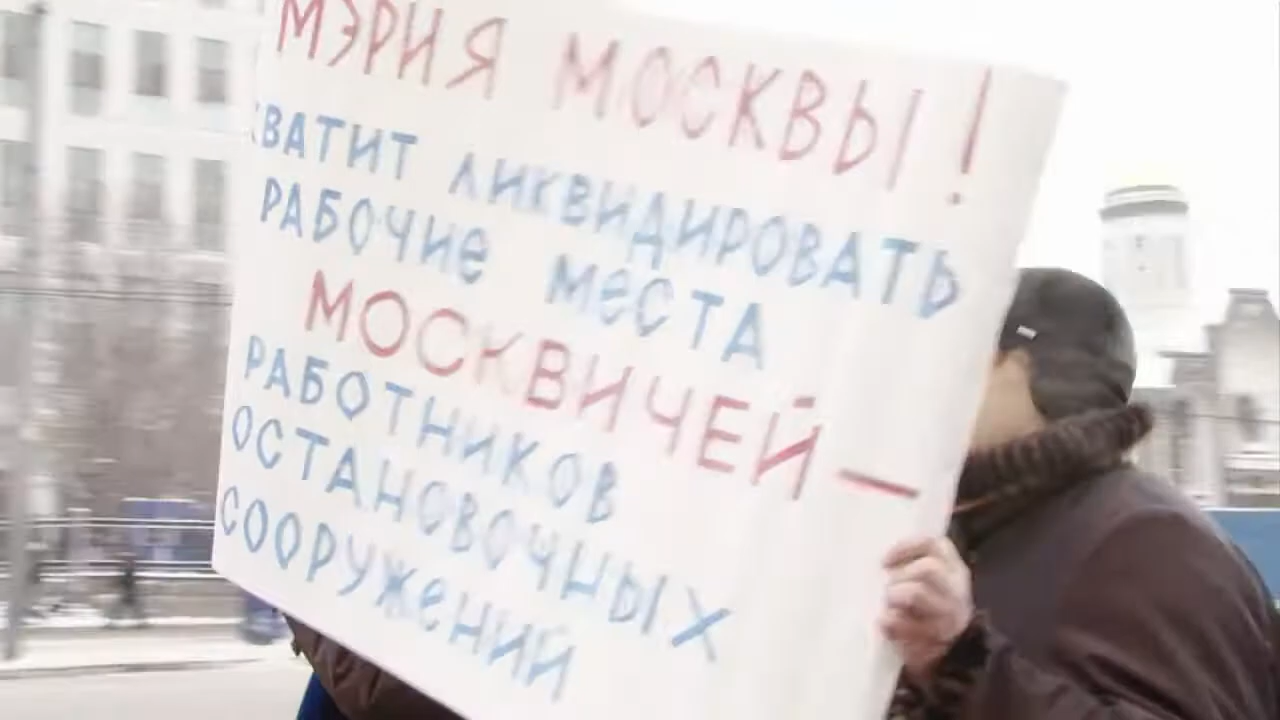 МЭРИЯ МОСКВЫ!
ХВАТИТ ЛИКВИДИРОВАТЬ
РАБОЧИЕ МЕСТА
МОСКВИЧЕЙ —
РАБОТНИКОВ
ОСТАНОВОЧНЫХ
СООРУЖЕНИЙ